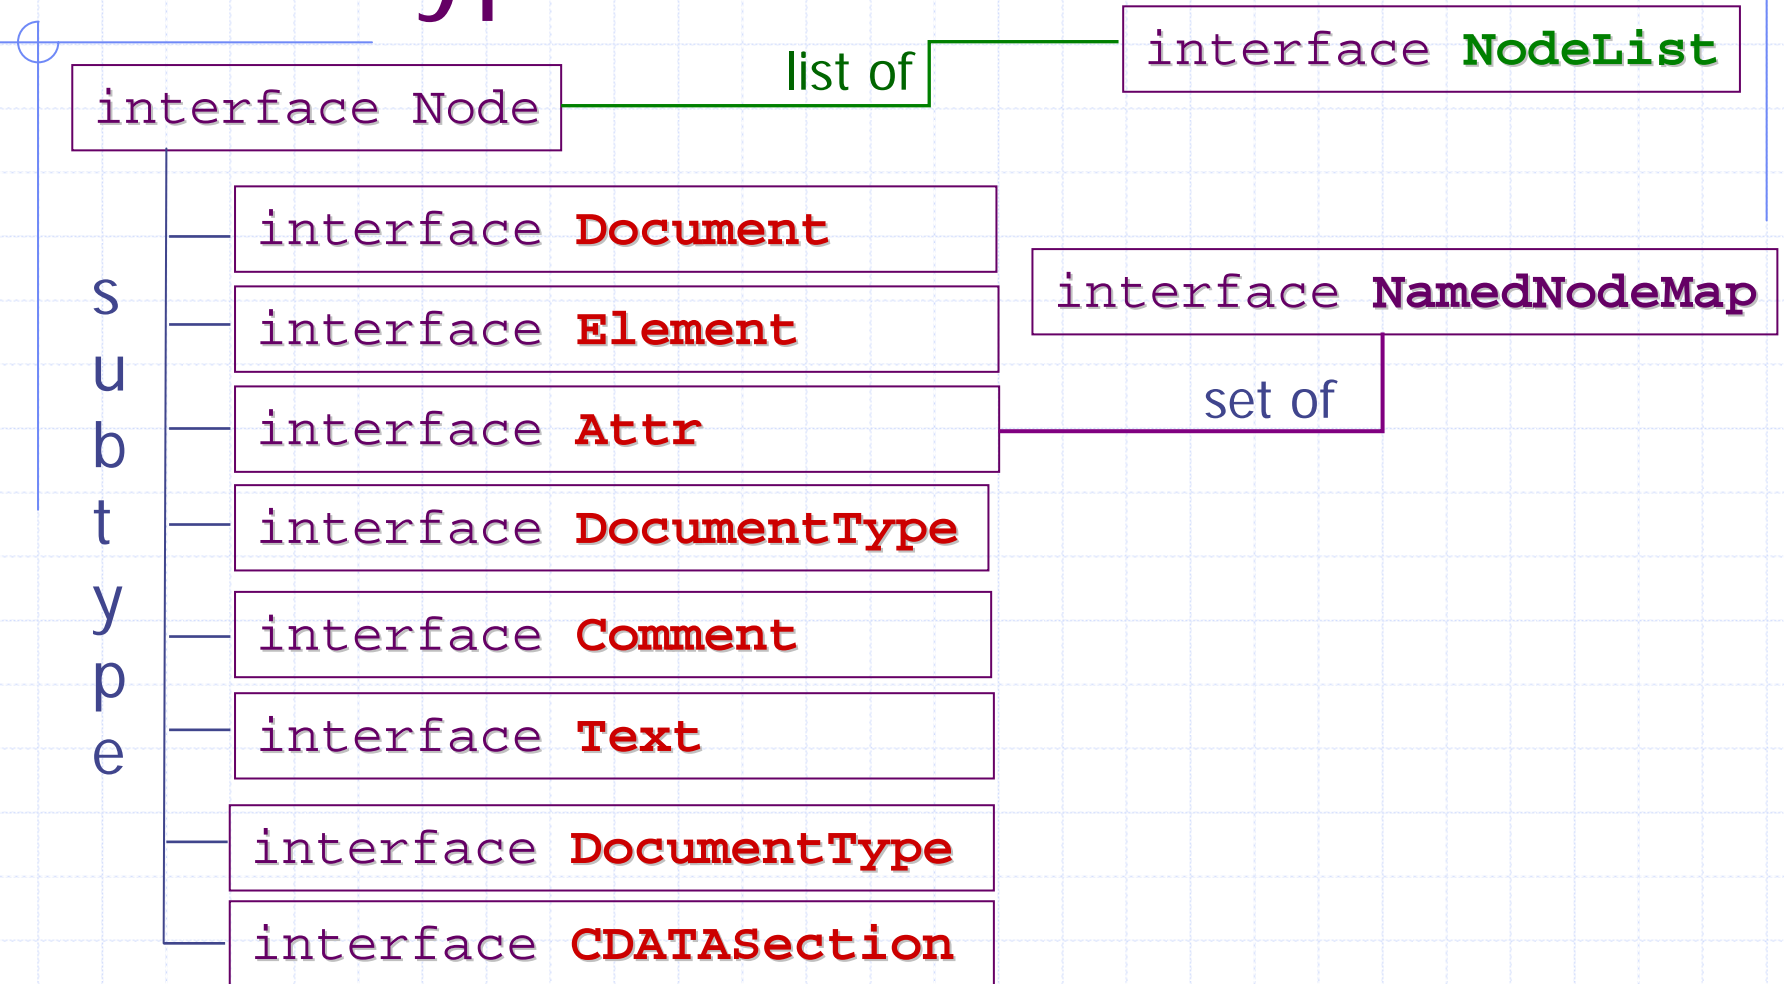 interface NodeList
list of
interface Node
interface Document
interface NamedNodeMap
interface Element
set of
interface Attr
interface DocumentType
interface Comment
interface Text
interface DocumentType
interface CDATASection
subtype